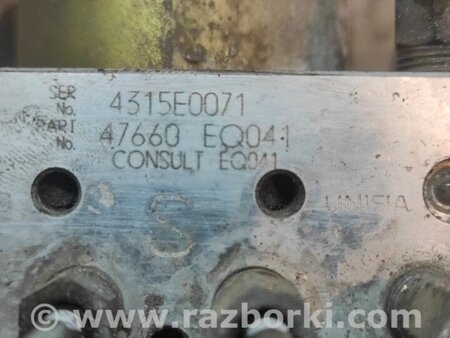 SER No. 4315E0071
PART No. 47660 EQ041
CONSULT EQ041
UNISIA
S
www.razborki.com